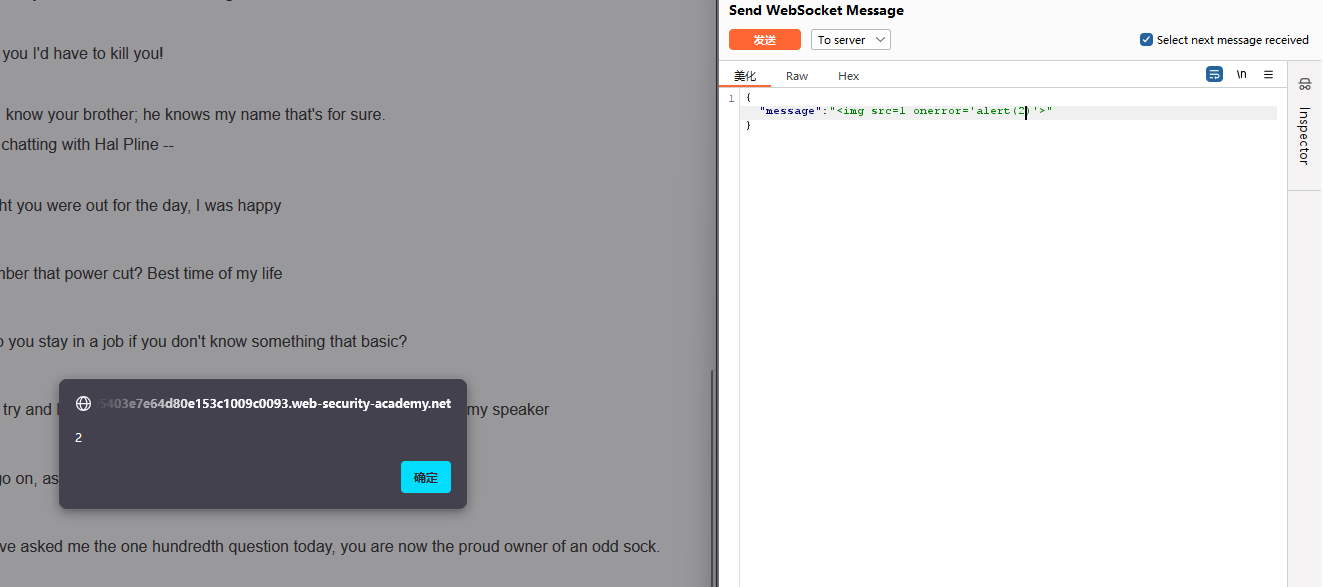 you I'd have to kill you!
know your brother; he knows my name that's for sure.
chatting with Hal Pline --
ht you were out for the day, I was happy
nber that power cut? Best time of my life
o you stay in a job if you don't know something that basic?
try and
my speaker
go on, as
ve asked me the one hundredth question today, you are now the proud owner of an odd sock.
5403e7e64d80e153c1009c0093.web-security-academy.net
2
确定
Send WebSocket Message
发送
To server
Select next message received
美化
Raw
Hex
\n
1
{
"message":"<img src=1 onerror='alert(2)'>"
}
Inspector